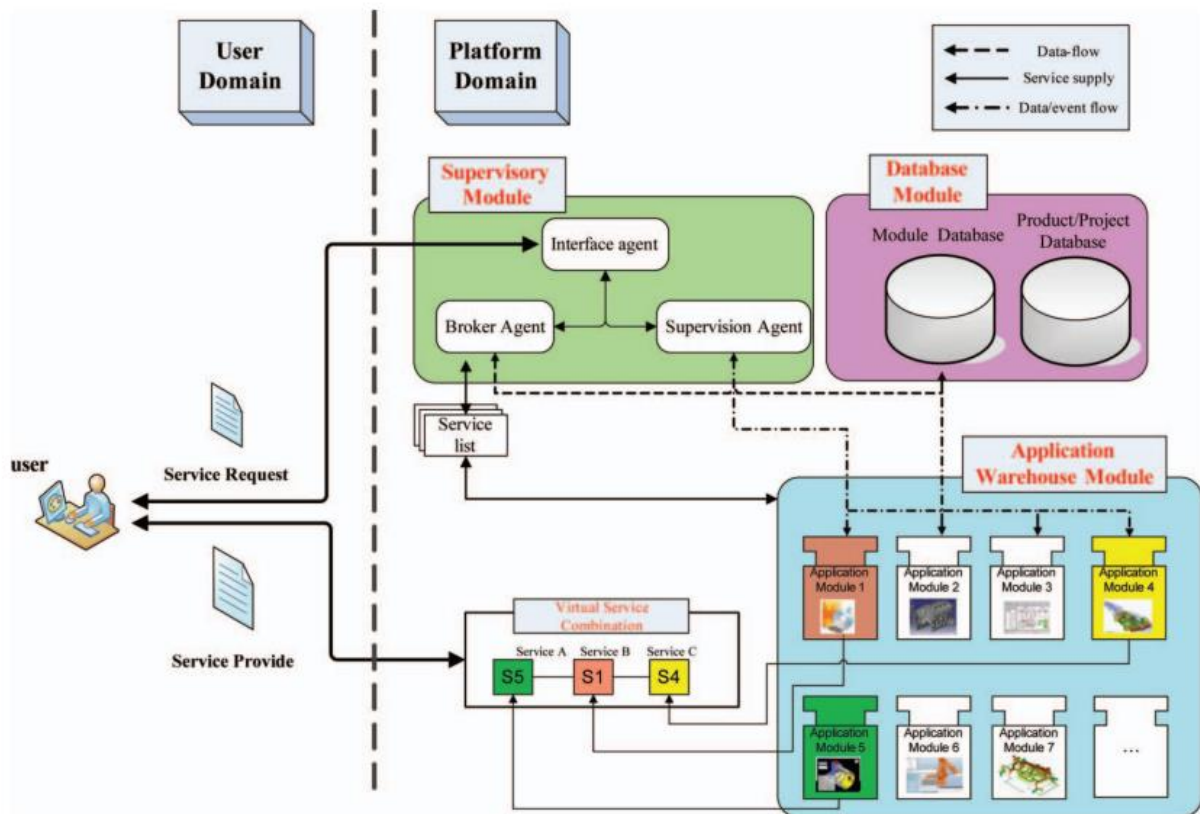 User
Domain
Platform
Domain
Data-flow
Service supply
Data/event flow
Supervisory
Module
Database
Module
Interface agent
Module Database
Product/Project
Database
Broker Agent
Supervision Agent
Service
list
user
Service Request
Application
Warehouse Module
Application
Module 1
Application
Module 2
Application
Module 3
Application
Module 4
Virtual Service
Combination
Service Provide
Service A
Service B
Service C
S5
S1
S4
Application
Module 5
Application
Module 6
Application
Module 7
...